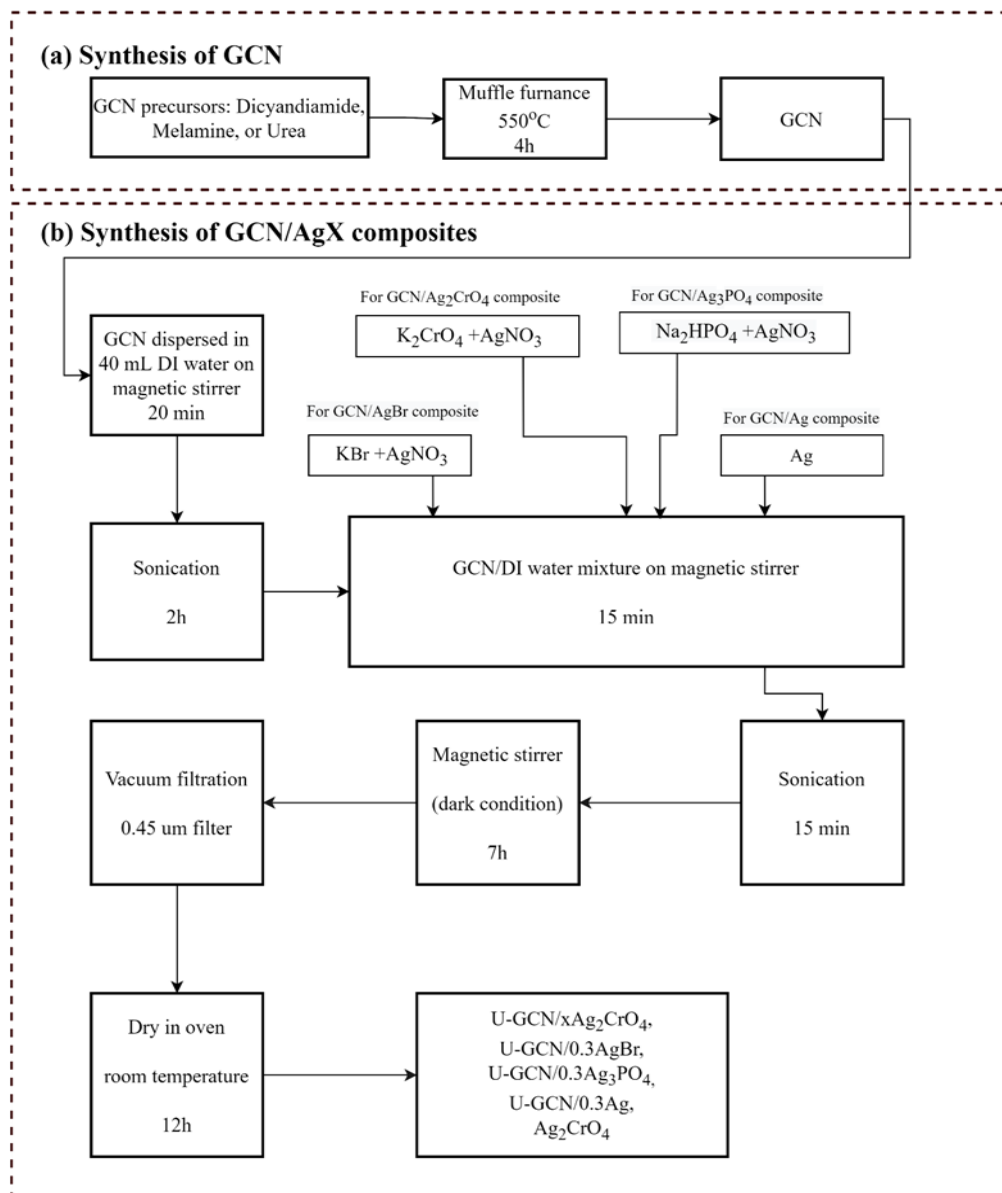 (a) Synthesis of GCN
GCN precursors: Dicyandiamide,
Melamine, or Urea
Muffle furnance
550°C
4h
GCN
(b) Synthesis of GCN/AgX composites
GCN dispersed in
40 mL DI water on
magnetic stirrer
20 min
For GCN/Ag₂CrO₄ composite
K₂CrO₄ +AgNO₃
For GCN/Ag₃PO₄ composite
Na₂HPO₄ +AgNO₃
For GCN/AgBr composite
KBr +AgNO₃
For GCN/Ag composite
Ag
Sonication
2h
GCN/DI water mixture on magnetic stirrer
15 min
Vacuum filtration
0.45 um filter
Magnetic stirrer
(dark condition)
7h
Sonication
15 min
Dry in oven
room temperature
12h
U-GCN/xAg₂CrO₄,
U-GCN/0.3AgBr,
U-GCN/0.3Ag₃PO₄,
U-GCN/0.3Ag,
Ag₂CrO₄